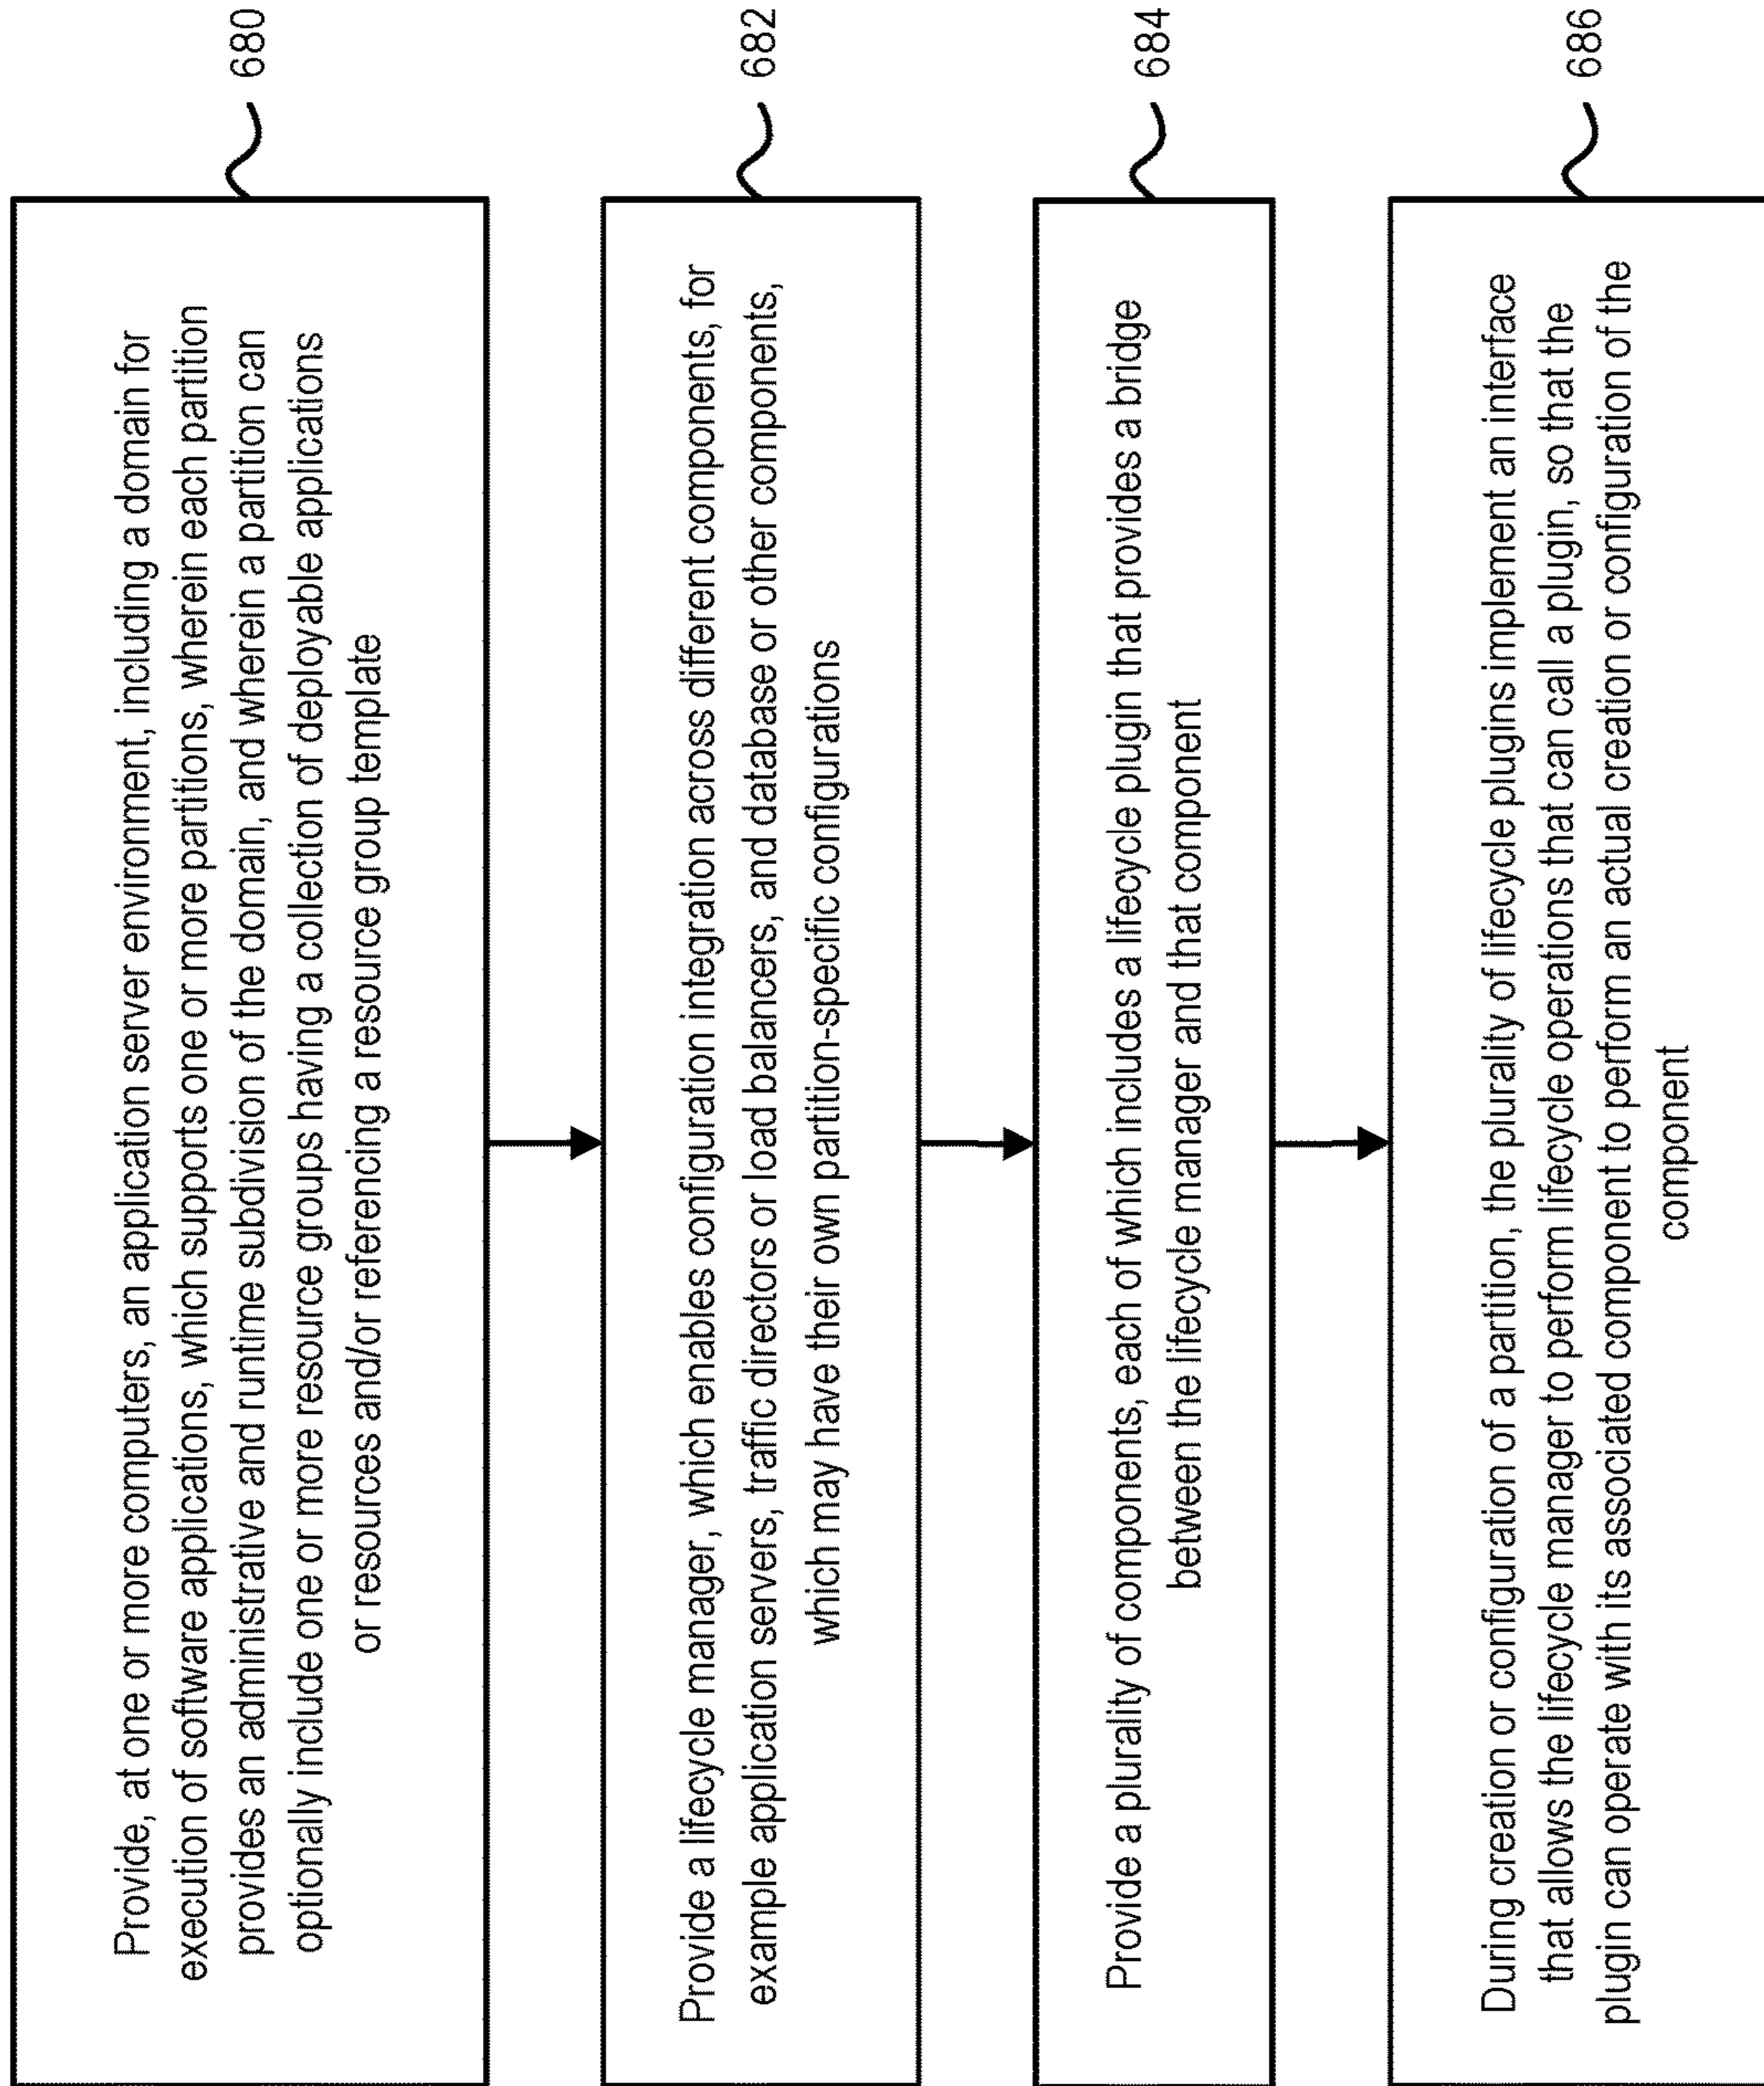 Provide, at one or more computers, an application server environment, including a domain for
execution of software applications, which supports one or more partitions, wherein each partition
provides an administrative and runtime subdivision of the domain, and wherein a partition can
optionally include one or more resource groups having a collection of deployable applications
or resources and/or referencing a resource group template
680
Provide a lifecycle manager, which enables configuration integration across different components, for
example application servers, traffic directors or load balancers, and database or other components,
which may have their own partition-specific configurations
682
Provide a plurality of components, each of which includes a lifecycle plugin that provides a bridge
between the lifecycle manager and that component
684
During creation or configuration of a partition, the plurality of lifecycle plugins implement an interface
that allows the lifecycle manager to perform lifecycle operations that can call a plugin, so that the
plugin can operate with its associated component to perform an actual creation or configuration of the
component
686